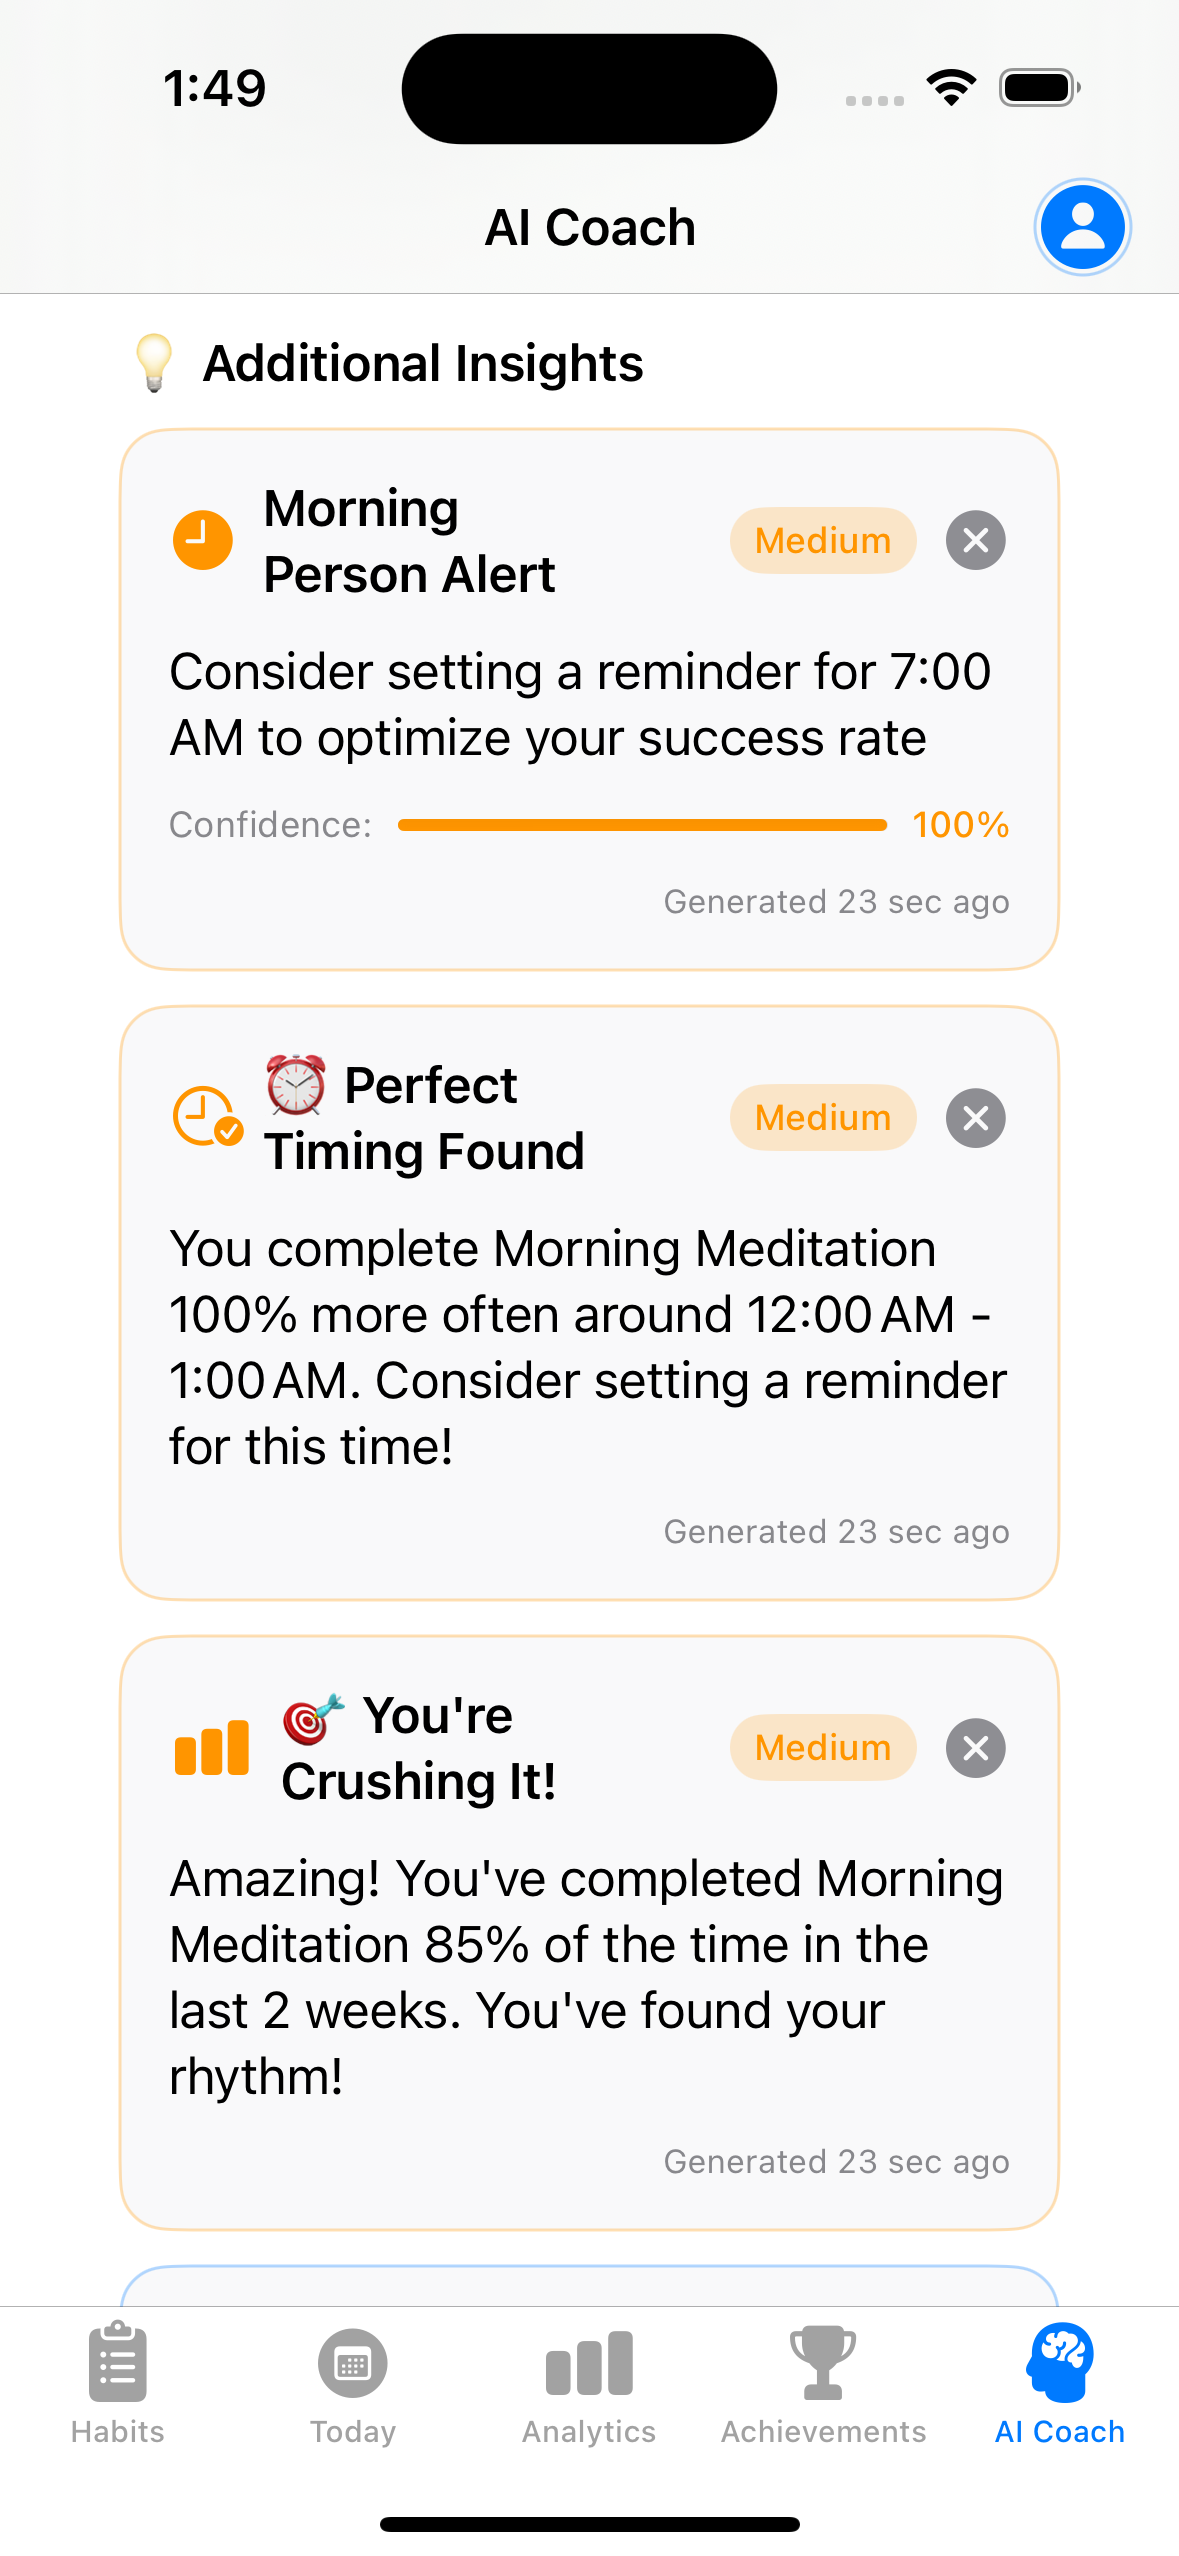 1:49
AI Coach
💡 Additional Insights
Morning
Person Alert
Medium
Consider setting a reminder for 7:00
AM to optimize your success rate
Confidence:
100%
Generated 23 sec ago
⏰ Perfect
Timing Found
Medium
You complete Morning Meditation
100% more often around 12:00 AM -
1:00 AM. Consider setting a reminder
for this time!
Generated 23 sec ago
🎯 You're
Crushing It!
Medium
Amazing! You've completed Morning
Meditation 85% of the time in the
last 2 weeks. You've found your
rhythm!
Generated 23 sec ago
Habits
Today
Analytics
Achievements
AI Coach